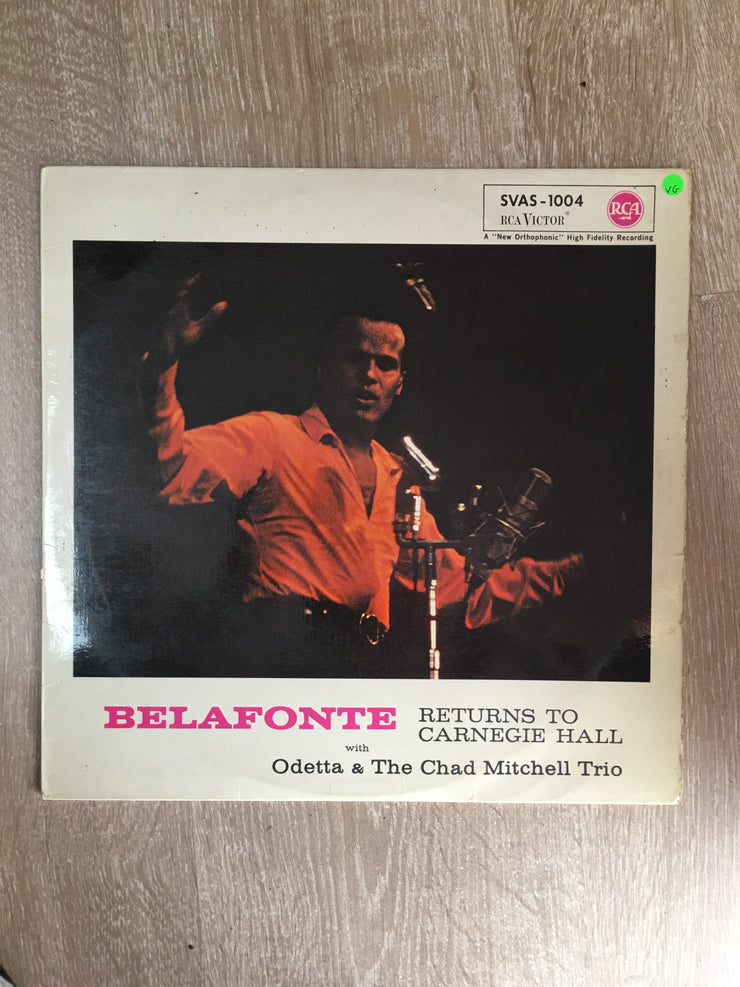 SVAS-1004
RCA VICTOR®
RCA
VG
A "New Orthophonic" High Fidelity Recording
BELAFONTE RETURNS TO
CARNEGIE HALL
with
Odetta & The Chad Mitchell Trio